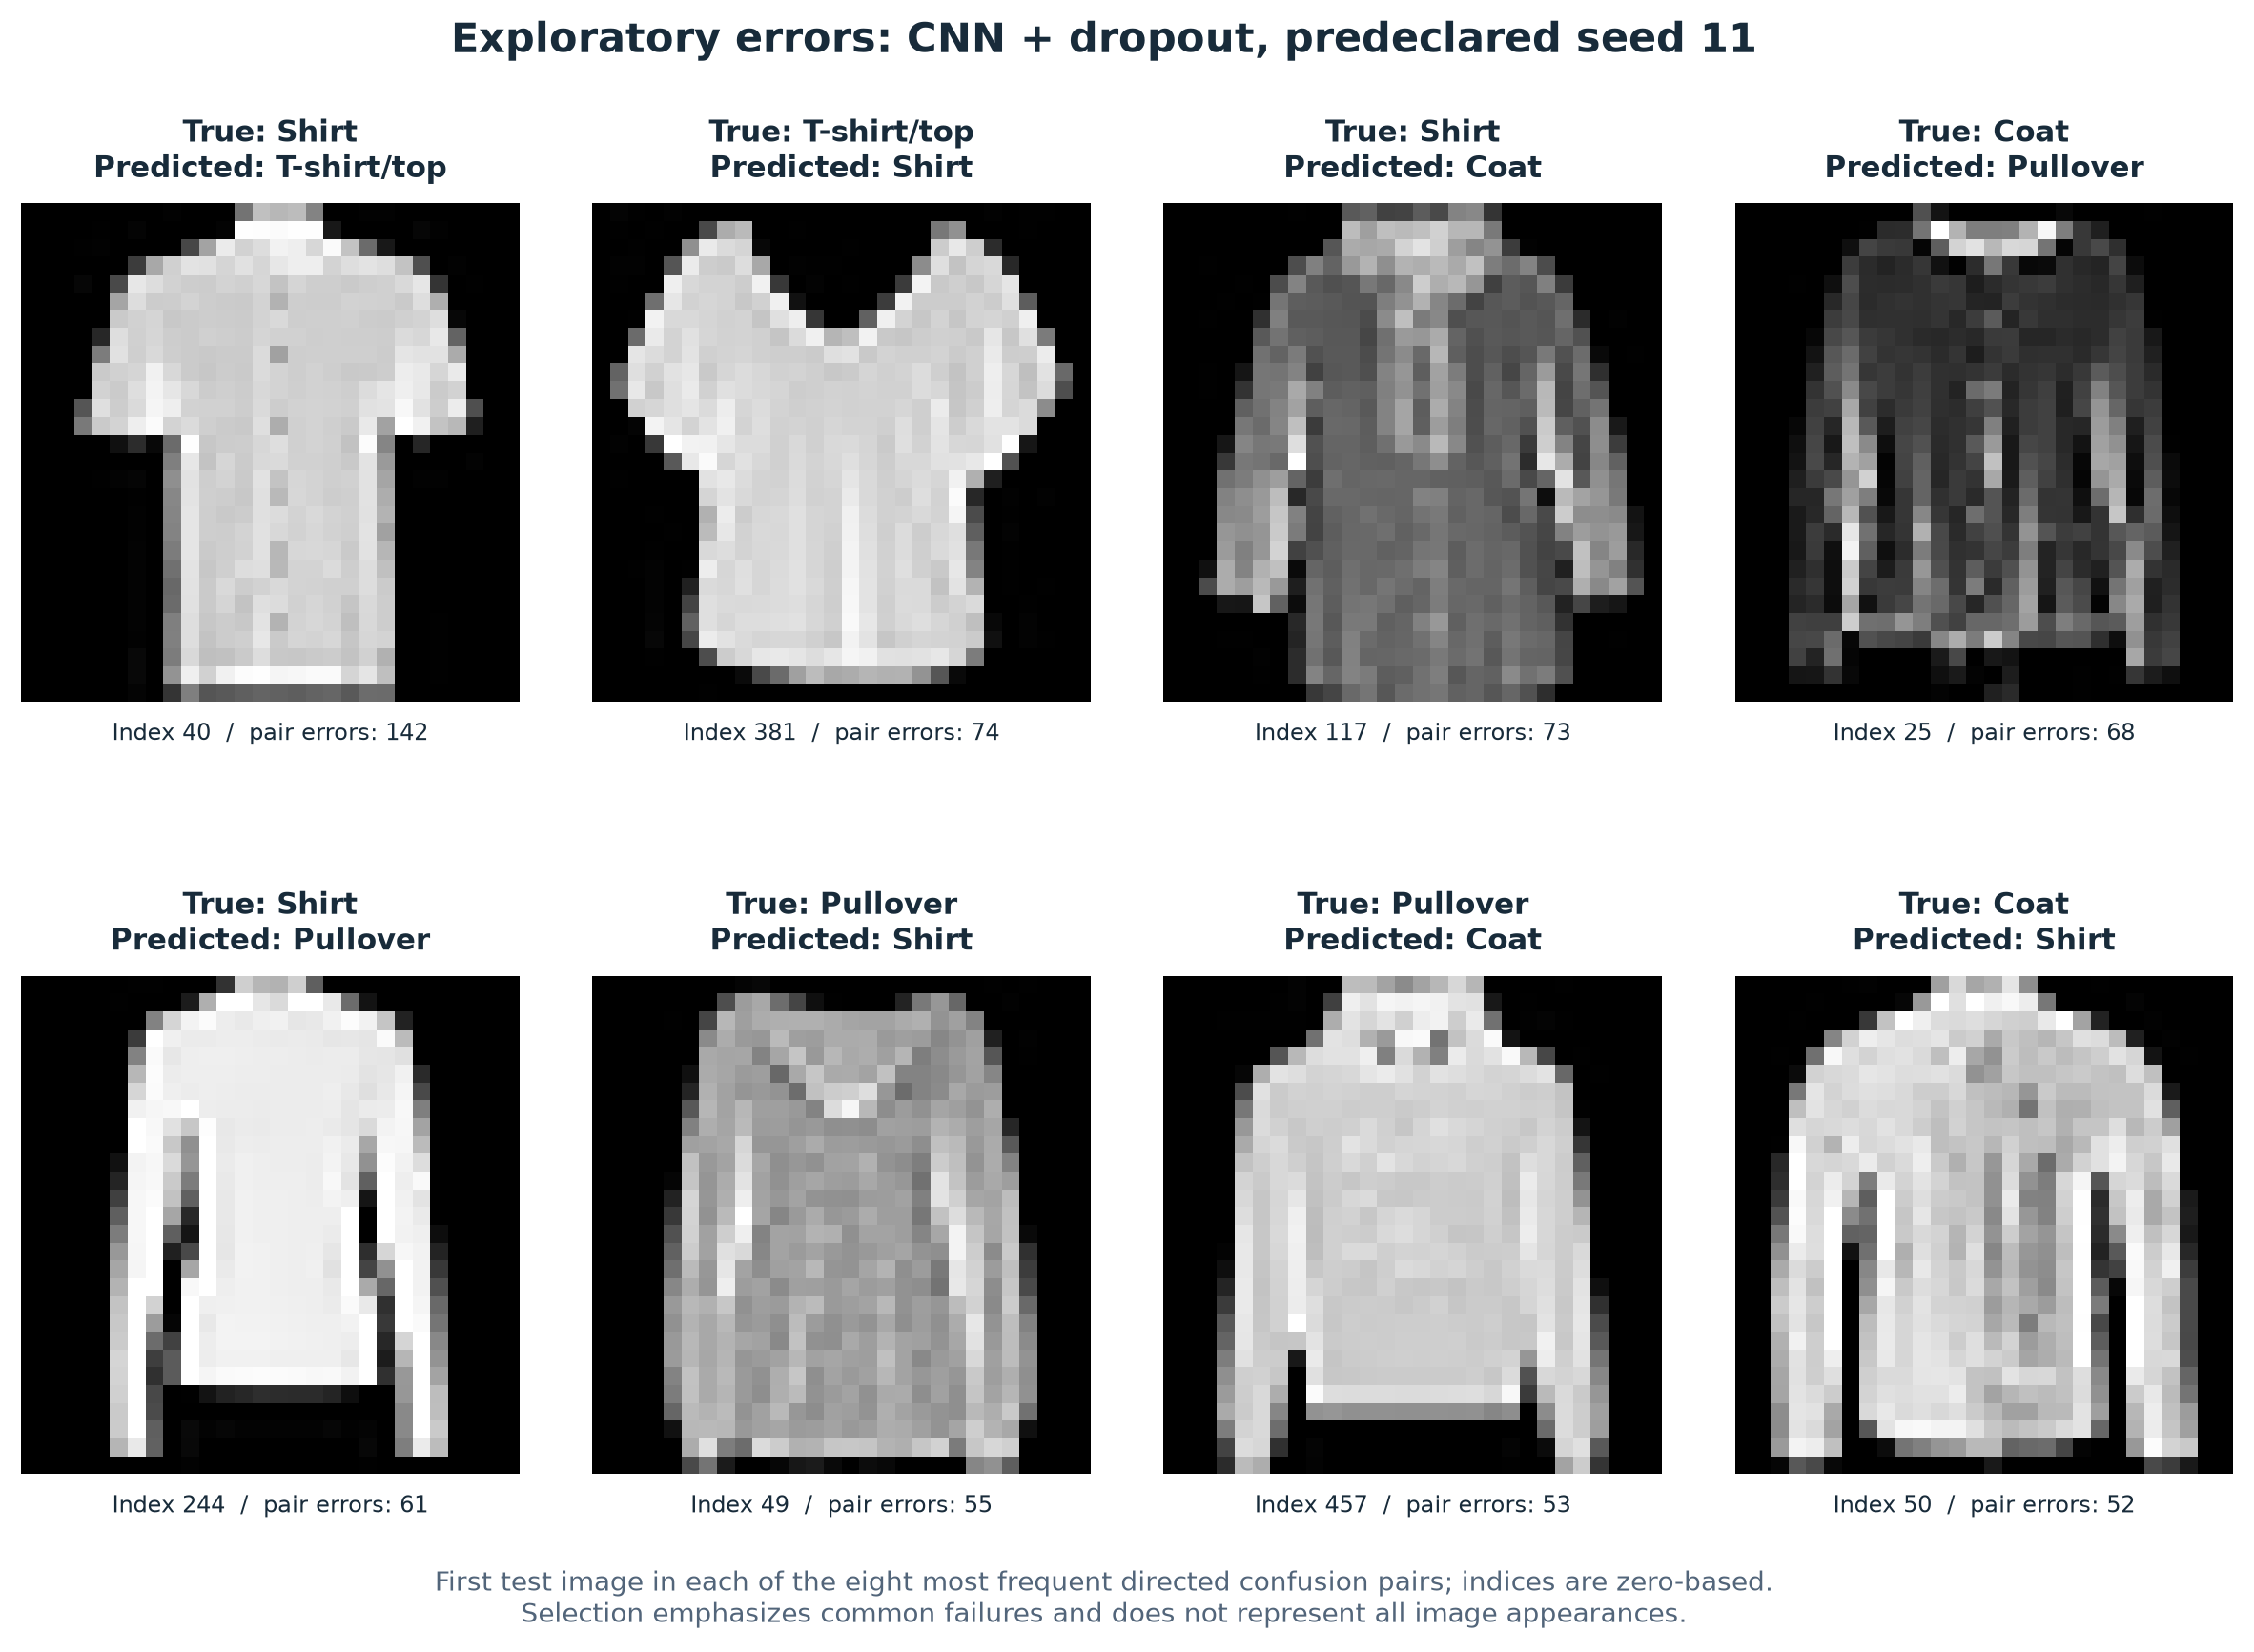 Exploratory errors: CNN + dropout, predeclared seed 11
True: Shirt
Predicted: T-shirt/top
True: T-shirt/top
Predicted: Shirt
True: Shirt
Predicted: Coat
True: Coat
Predicted: Pullover
Index 40 / pair errors: 142
Index 381 / pair errors: 74
Index 117 / pair errors: 73
Index 25 / pair errors: 68
True: Shirt
Predicted: Pullover
True: Pullover
Predicted: Shirt
True: Pullover
Predicted: Coat
True: Coat
Predicted: Shirt
Index 244 / pair errors: 61
Index 49 / pair errors: 55
Index 457 / pair errors: 53
Index 50 / pair errors: 52
First test image in each of the eight most frequent directed confusion pairs; indices are zero-based.
Selection emphasizes common failures and does not represent all image appearances.